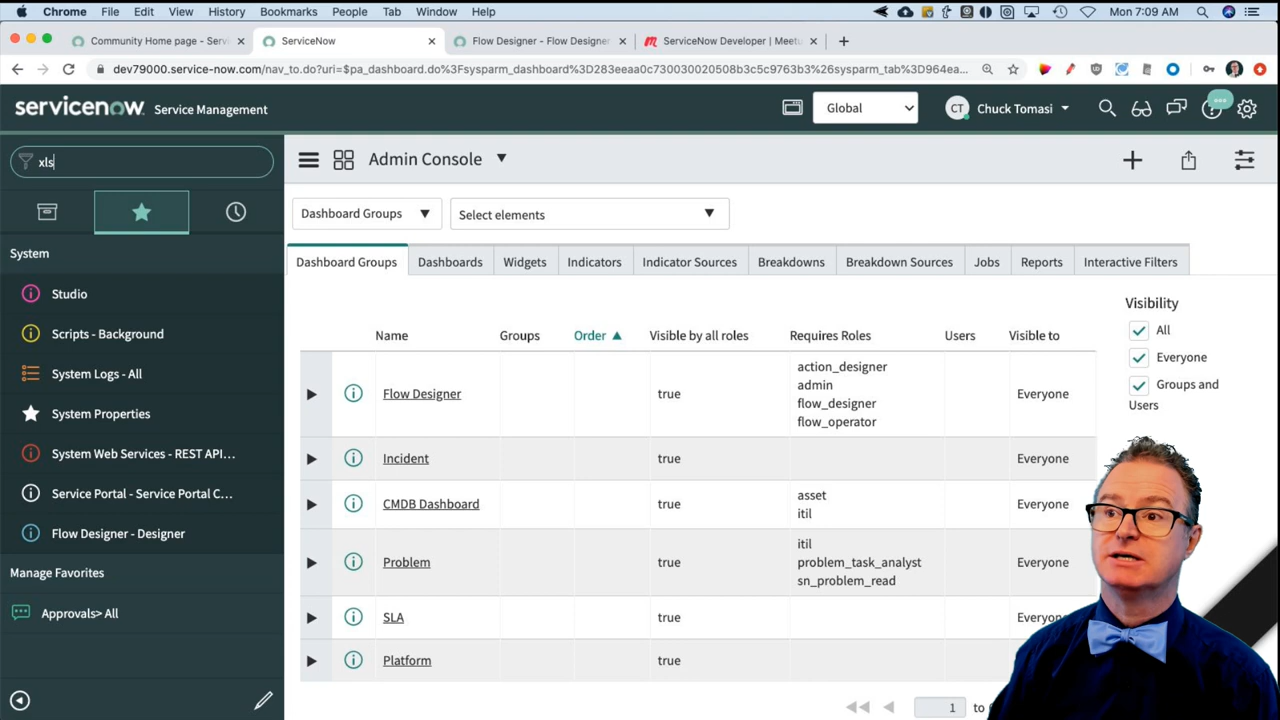 Chrome File Edit View History Bookmarks People Tab Window Help Mon 7:09 AM
Community Home page - Servi ServiceNow Flow Designer - Flow Designer ServiceNow Developer | Meetu
dev79000.service-now.com/nav_to.do?uri=$pa_dashboard.do%3Fsysparm_dashboard%3D283eeaa0c730030020508b3c5c9763b3%26sysparm_tab%3D964ea...
servicenow Service Management Global CT Chuck Tomasi
xls
Admin Console
Dashboard Groups Select elements
System
Dashboard Groups Dashboards Widgets Indicators Indicator Sources Breakdowns Breakdown Sources Jobs Reports Interactive Filters
Studio
Scripts - Background
System Logs - All
System Properties
System Web Services - REST API...
Service Portal - Service Portal C...
Flow Designer - Designer
Manage Favorites
Approvals> All
Name Groups Order Visible by all roles Requires Roles Users Visible to
Flow Designer true action_designer Everyone
admin
flow_designer
flow_operator
Incident true Everyone
CMDB Dashboard true asset Everyone
itil
Problem true itil Everyone
problem_task_analyst
sn_problem_read
SLA true Everyone
Platform true
Visibility
All
Everyone
Groups and
Users
1 to